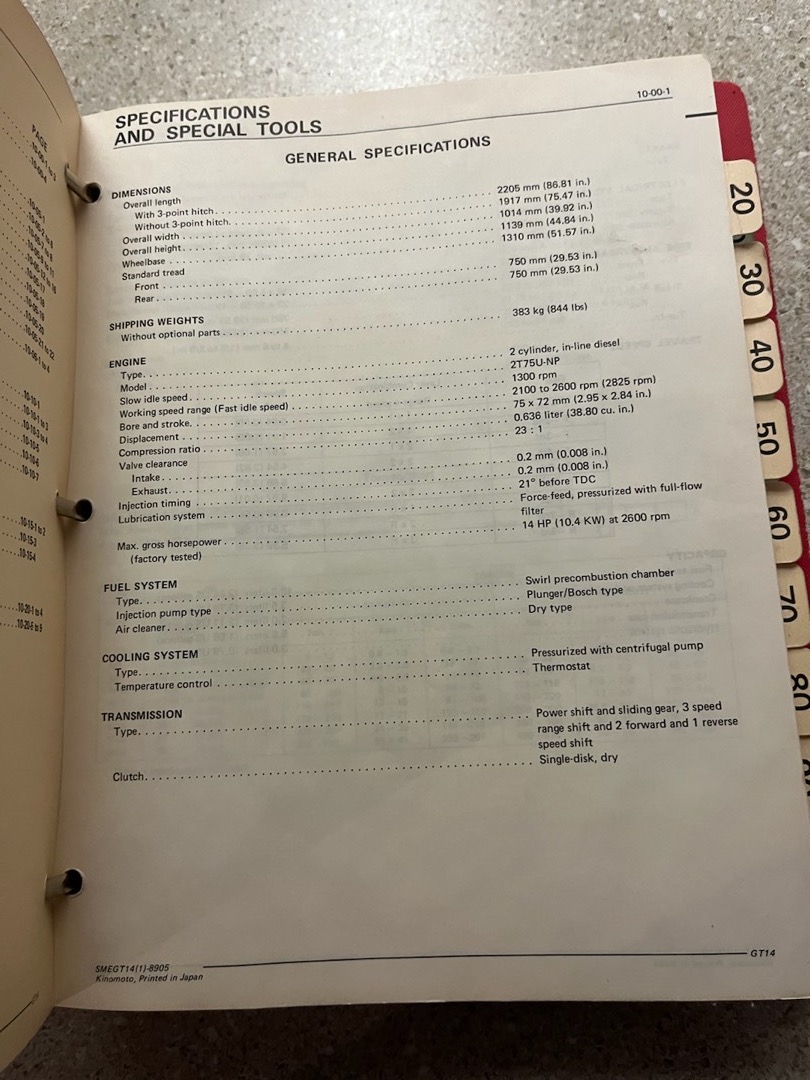 PAGE
10-00-1
SPECIFICATIONS
AND SPECIAL TOOLS
GENERAL SPECIFICATIONS
DIMENSIONS
Overall length
With 3-point hitch. . . . . . . . . . . . . . . . . . . . 2205 mm (86.81 in.)
Without 3-point hitch. . . . . . . . . . . . . . . . . . . . 1917 mm (75.47 in.)
Overall width . . . . . . . . . . . . . . . . . . . . 1014 mm (39.92 in.)
Overall height. . . . . . . . . . . . . . . . . . . . 1139 mm (44.84 in.)
Wheelbase . . . . . . . . . . . . . . . . . . . . 1310 mm (51.57 in.)
Standard tread
Front . . . . . . . . . . . . . . . . . . . . 750 mm (29.53 in.)
Rear. . . . . . . . . . . . . . . . . . . . 750 mm (29.53 in.)
SHIPPING WEIGHTS
Without optional parts . . . . . . . . . . . . . . . . . . . . 383 kg (844 lbs)
ENGINE
Type. . . . . . . . . . . . . . . . . . . . 2 cylinder, in-line diesel
Model . . . . . . . . . . . . . . . . . . . . 2T75U-NP
Slow idle speed. . . . . . . . . . . . . . . . . . . . 1300 rpm
Working speed range (Fast idle speed) . . . . . . . . . . . . . . . . . . . . 2100 to 2600 rpm (2825 rpm)
Bore and stroke. . . . . . . . . . . . . . . . . . . . 75 x 72 mm (2.95 x 2.84 in.)
Displacement . . . . . . . . . . . . . . . . . . . . 0.636 liter (38.80 cu. in.)
Compression ratio . . . . . . . . . . . . . . . . . . . . 23 : 1
Valve clearance
Intake. . . . . . . . . . . . . . . . . . . . 0.2 mm (0.008 in.)
Exhaust. . . . . . . . . . . . . . . . . . . . 0.2 mm (0.008 in.)
Injection timing . . . . . . . . . . . . . . . . . . . . 21° before TDC
Lubrication system . . . . . . . . . . . . . . . . . . . . Force-feed, pressurized with full-flow
filter
Max. gross horsepower. . . . . . . . . . . . . . . . . . . . 14 HP (10.4 KW) at 2600 rpm
(factory tested)
FUEL SYSTEM
Type. . . . . . . . . . . . . . . . . . . . Swirl precombustion chamber
Injection pump type . . . . . . . . . . . . . . . . . . . . Plunger/Bosch type
Air cleaner. . . . . . . . . . . . . . . . . . . . Dry type
COOLING SYSTEM
Type. . . . . . . . . . . . . . . . . . . . Pressurized with centrifugal pump
Temperature control . . . . . . . . . . . . . . . . . . . . Thermostat
TRANSMISSION
Type. . . . . . . . . . . . . . . . . . . . Power shift and sliding gear, 3 speed
range shift and 2 forward and 1 reverse
speed shift
Clutch. . . . . . . . . . . . . . . . . . . . Single-disk, dry
SMEGT14(1)-8905
Kinomoto, Printed in Japan
GT14
20
30
40
50
60
70
80